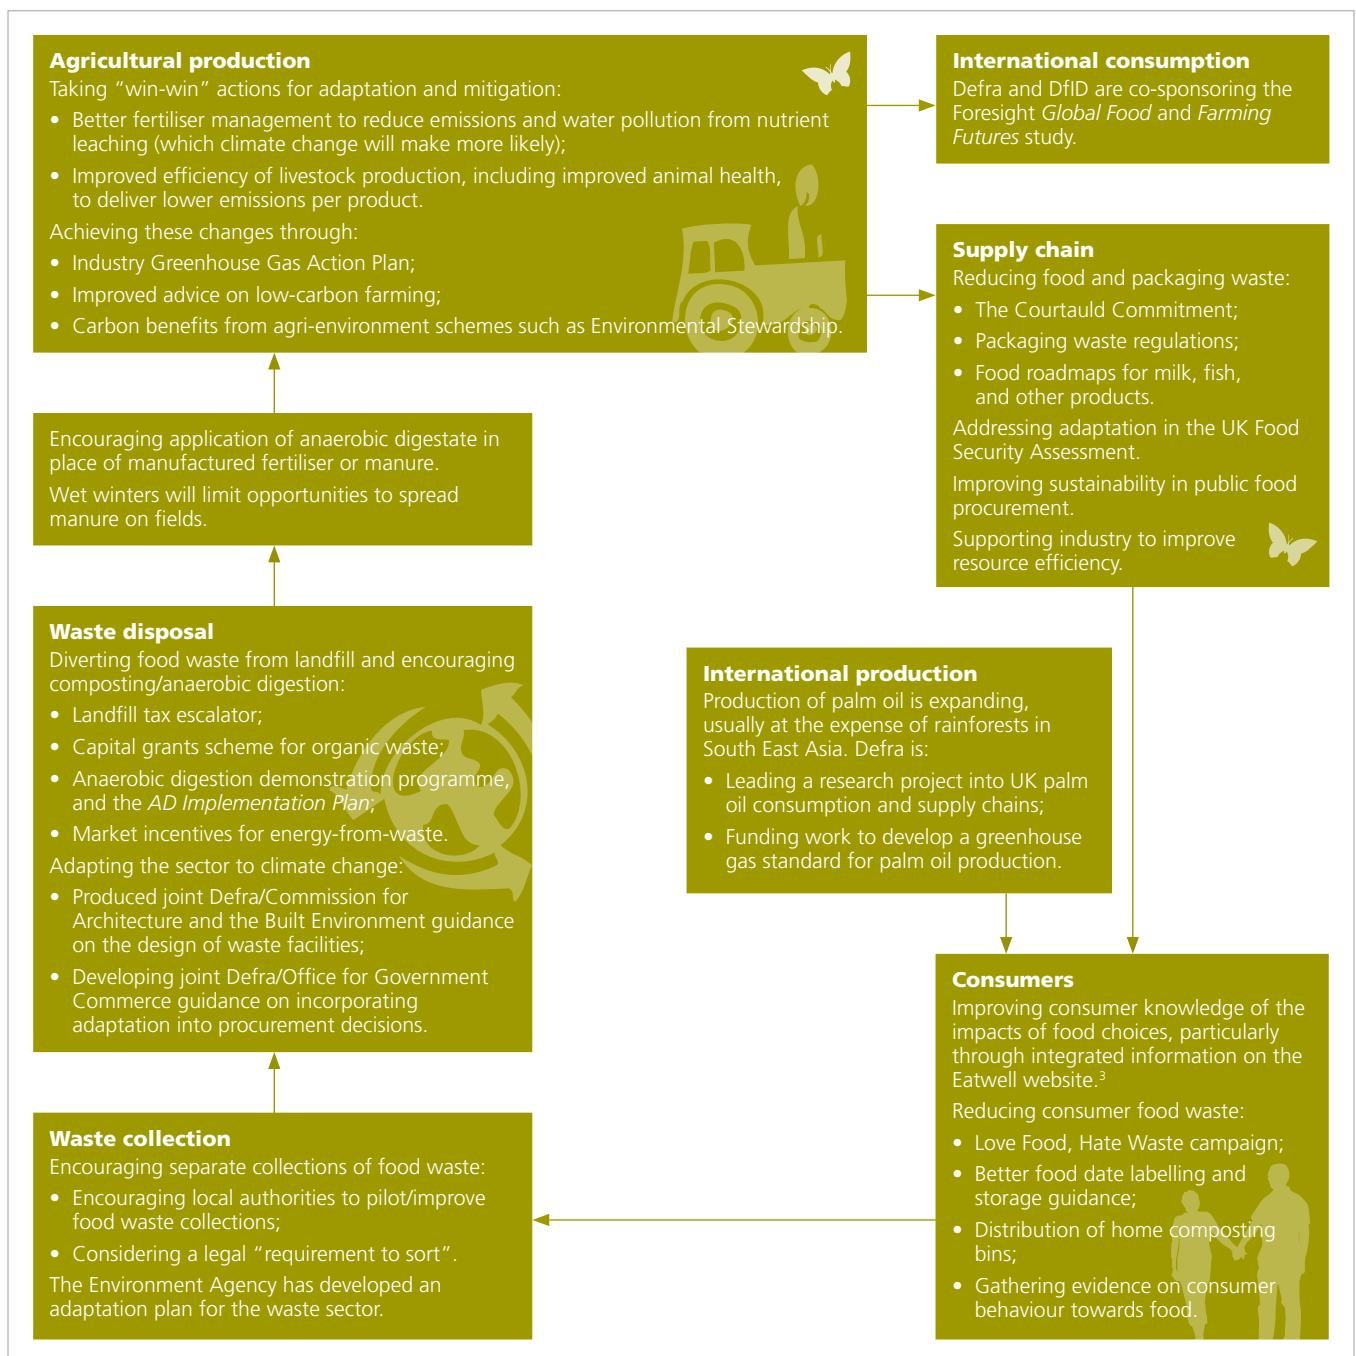 Agricultural production
Taking “win-win” actions for adaptation and mitigation:
• Better fertiliser management to reduce emissions and water pollution from nutrient
leaching (which climate change will make more likely);
• Improved efficiency of livestock production, including improved animal health,
to deliver lower emissions per product.
Achieving these changes through:
• Industry Greenhouse Gas Action Plan;
• Improved advice on low-carbon farming;
• Carbon benefits from agri-environment schemes such as Environmental Stewardship.
International consumption
Defra and DfID are co-sponsoring the
Foresight Global Food and Farming
Futures study.
Supply chain
Reducing food and packaging waste:
• The Courtauld Commitment;
• Packaging waste regulations;
• Food roadmaps for milk, fish,
and other products.
Addressing adaptation in the UK Food
Security Assessment.
Improving sustainability in public food
procurement.
Supporting industry to improve
resource efficiency.
Encouraging application of anaerobic digestate in
place of manufactured fertiliser or manure.
Wet winters will limit opportunities to spread
manure on fields.
Waste disposal
Diverting food waste from landfill and encouraging
composting/anaerobic digestion:
• Landfill tax escalator;
• Capital grants scheme for organic waste;
• Anaerobic digestion demonstration programme,
and the AD Implementation Plan;
• Market incentives for energy-from-waste.
Adapting the sector to climate change:
• Produced joint Defra/Commission for
Architecture and the Built Environment guidance
on the design of waste facilities;
• Developing joint Defra/Office for Government
Commerce guidance on incorporating
adaptation into procurement decisions.
International production
Production of palm oil is expanding,
usually at the expense of rainforests in
South East Asia. Defra is:
• Leading a research project into UK palm
oil consumption and supply chains;
• Funding work to develop a greenhouse
gas standard for palm oil production.
Consumers
Improving consumer knowledge of the
impacts of food choices, particularly
through integrated information on the
Eatwell website.³
Reducing consumer food waste:
• Love Food, Hate Waste campaign;
• Better food date labelling and
storage guidance;
• Distribution of home composting
bins;
• Gathering evidence on consumer
behaviour towards food.
Waste collection
Encouraging separate collections of food waste:
• Encouraging local authorities to pilot/improve
food waste collections;
• Considering a legal “requirement to sort”.
The Environment Agency has developed an
adaptation plan for the waste sector.